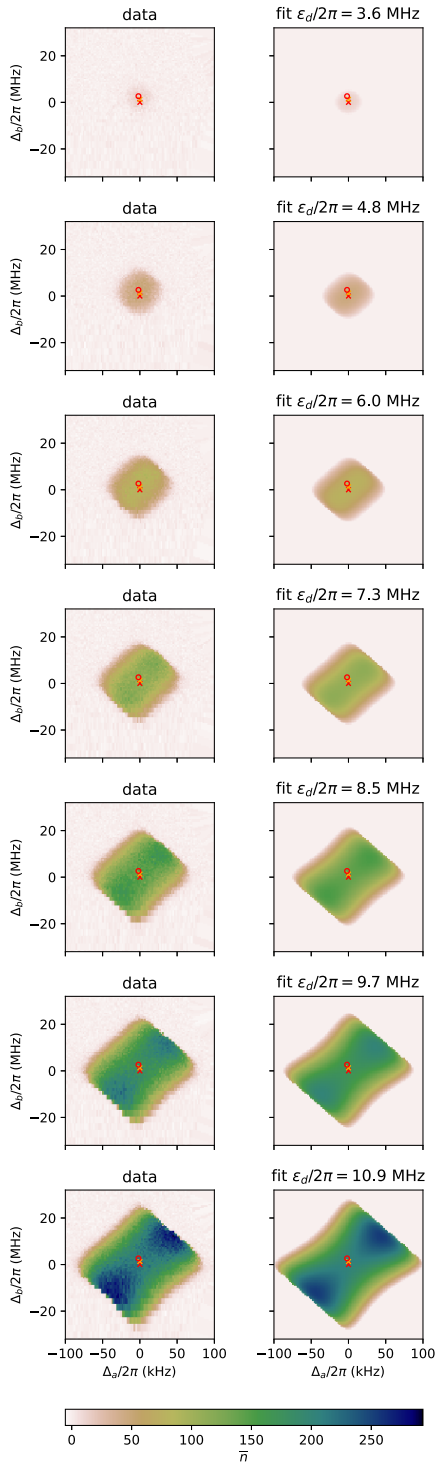 data fit ε_d/2π = 3.6 MHz
Δ_b/2π (MHz)
20
0
−20
data fit ε_d/2π = 4.8 MHz
Δ_b/2π (MHz)
20
0
−20
data fit ε_d/2π = 6.0 MHz
Δ_b/2π (MHz)
20
0
−20
data fit ε_d/2π = 7.3 MHz
Δ_b/2π (MHz)
20
0
−20
data fit ε_d/2π = 8.5 MHz
Δ_b/2π (MHz)
20
0
−20
data fit ε_d/2π = 9.7 MHz
Δ_b/2π (MHz)
20
0
−20
data fit ε_d/2π = 10.9 MHz
Δ_b/2π (MHz)
20
0
−20
−100 −50 0 50 100 −100 −50 0 50 100
Δ_a/2π (kHz) Δ_a/2π (kHz)
0 50 100 150 200 250
n̅